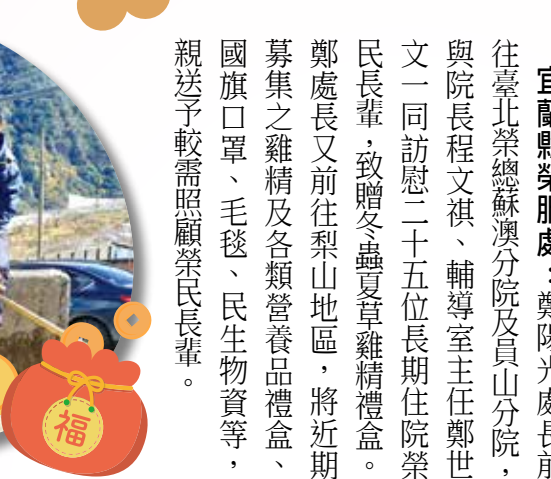 宜蘭縣榮服處：鄭陽光處長前
往臺北榮總蘇澳分院及員山分院，
與院長程文祺、輔導室主任鄭世
文一同訪慰二十五位長期住院榮
民長輩，致贈冬蟲夏草雞精禮盒。
鄭處長又前往梨山地區，將近期
募集之雞精及各類營養品禮盒、
國旗口罩、毛毯、民生物資等，
親送予較需照顧榮民長輩。
福